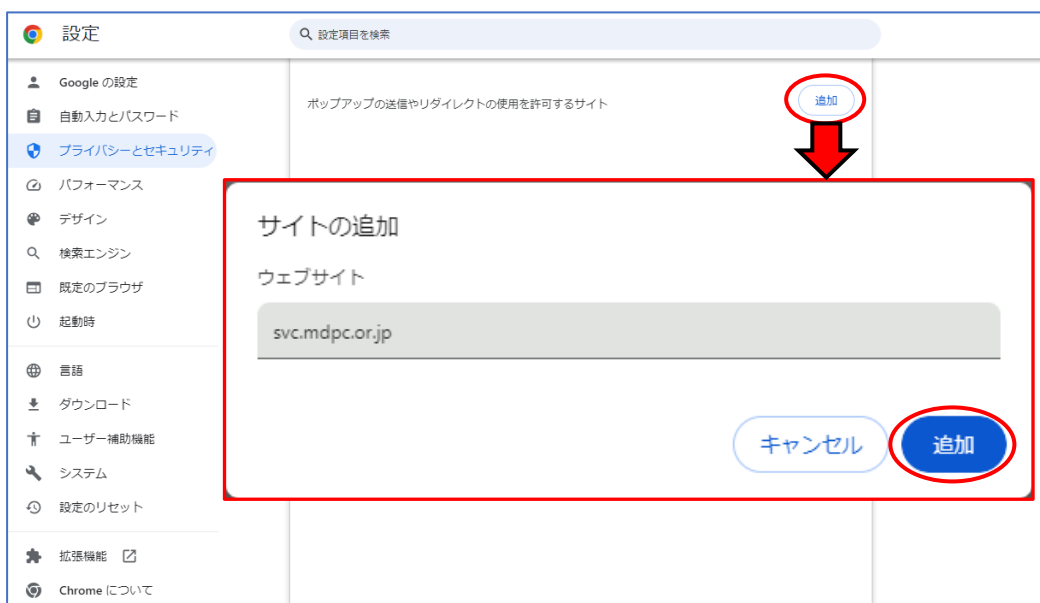 設定
設定項目を検索
Google の設定
自動入力とパスワード
プライバシーとセキュリティ
パフォーマンス
デザイン
検索エンジン
既定のブラウザ
起動時
言語
ダウンロード
ユーザー補助機能
システム
設定のリセット
拡張機能
Chrome について
ポップアップの送信やリダイレクトの使用を許可するサイト
追加
サイトの追加
ウェブサイト
svc.mdpc.or.jp
キャンセル
追加